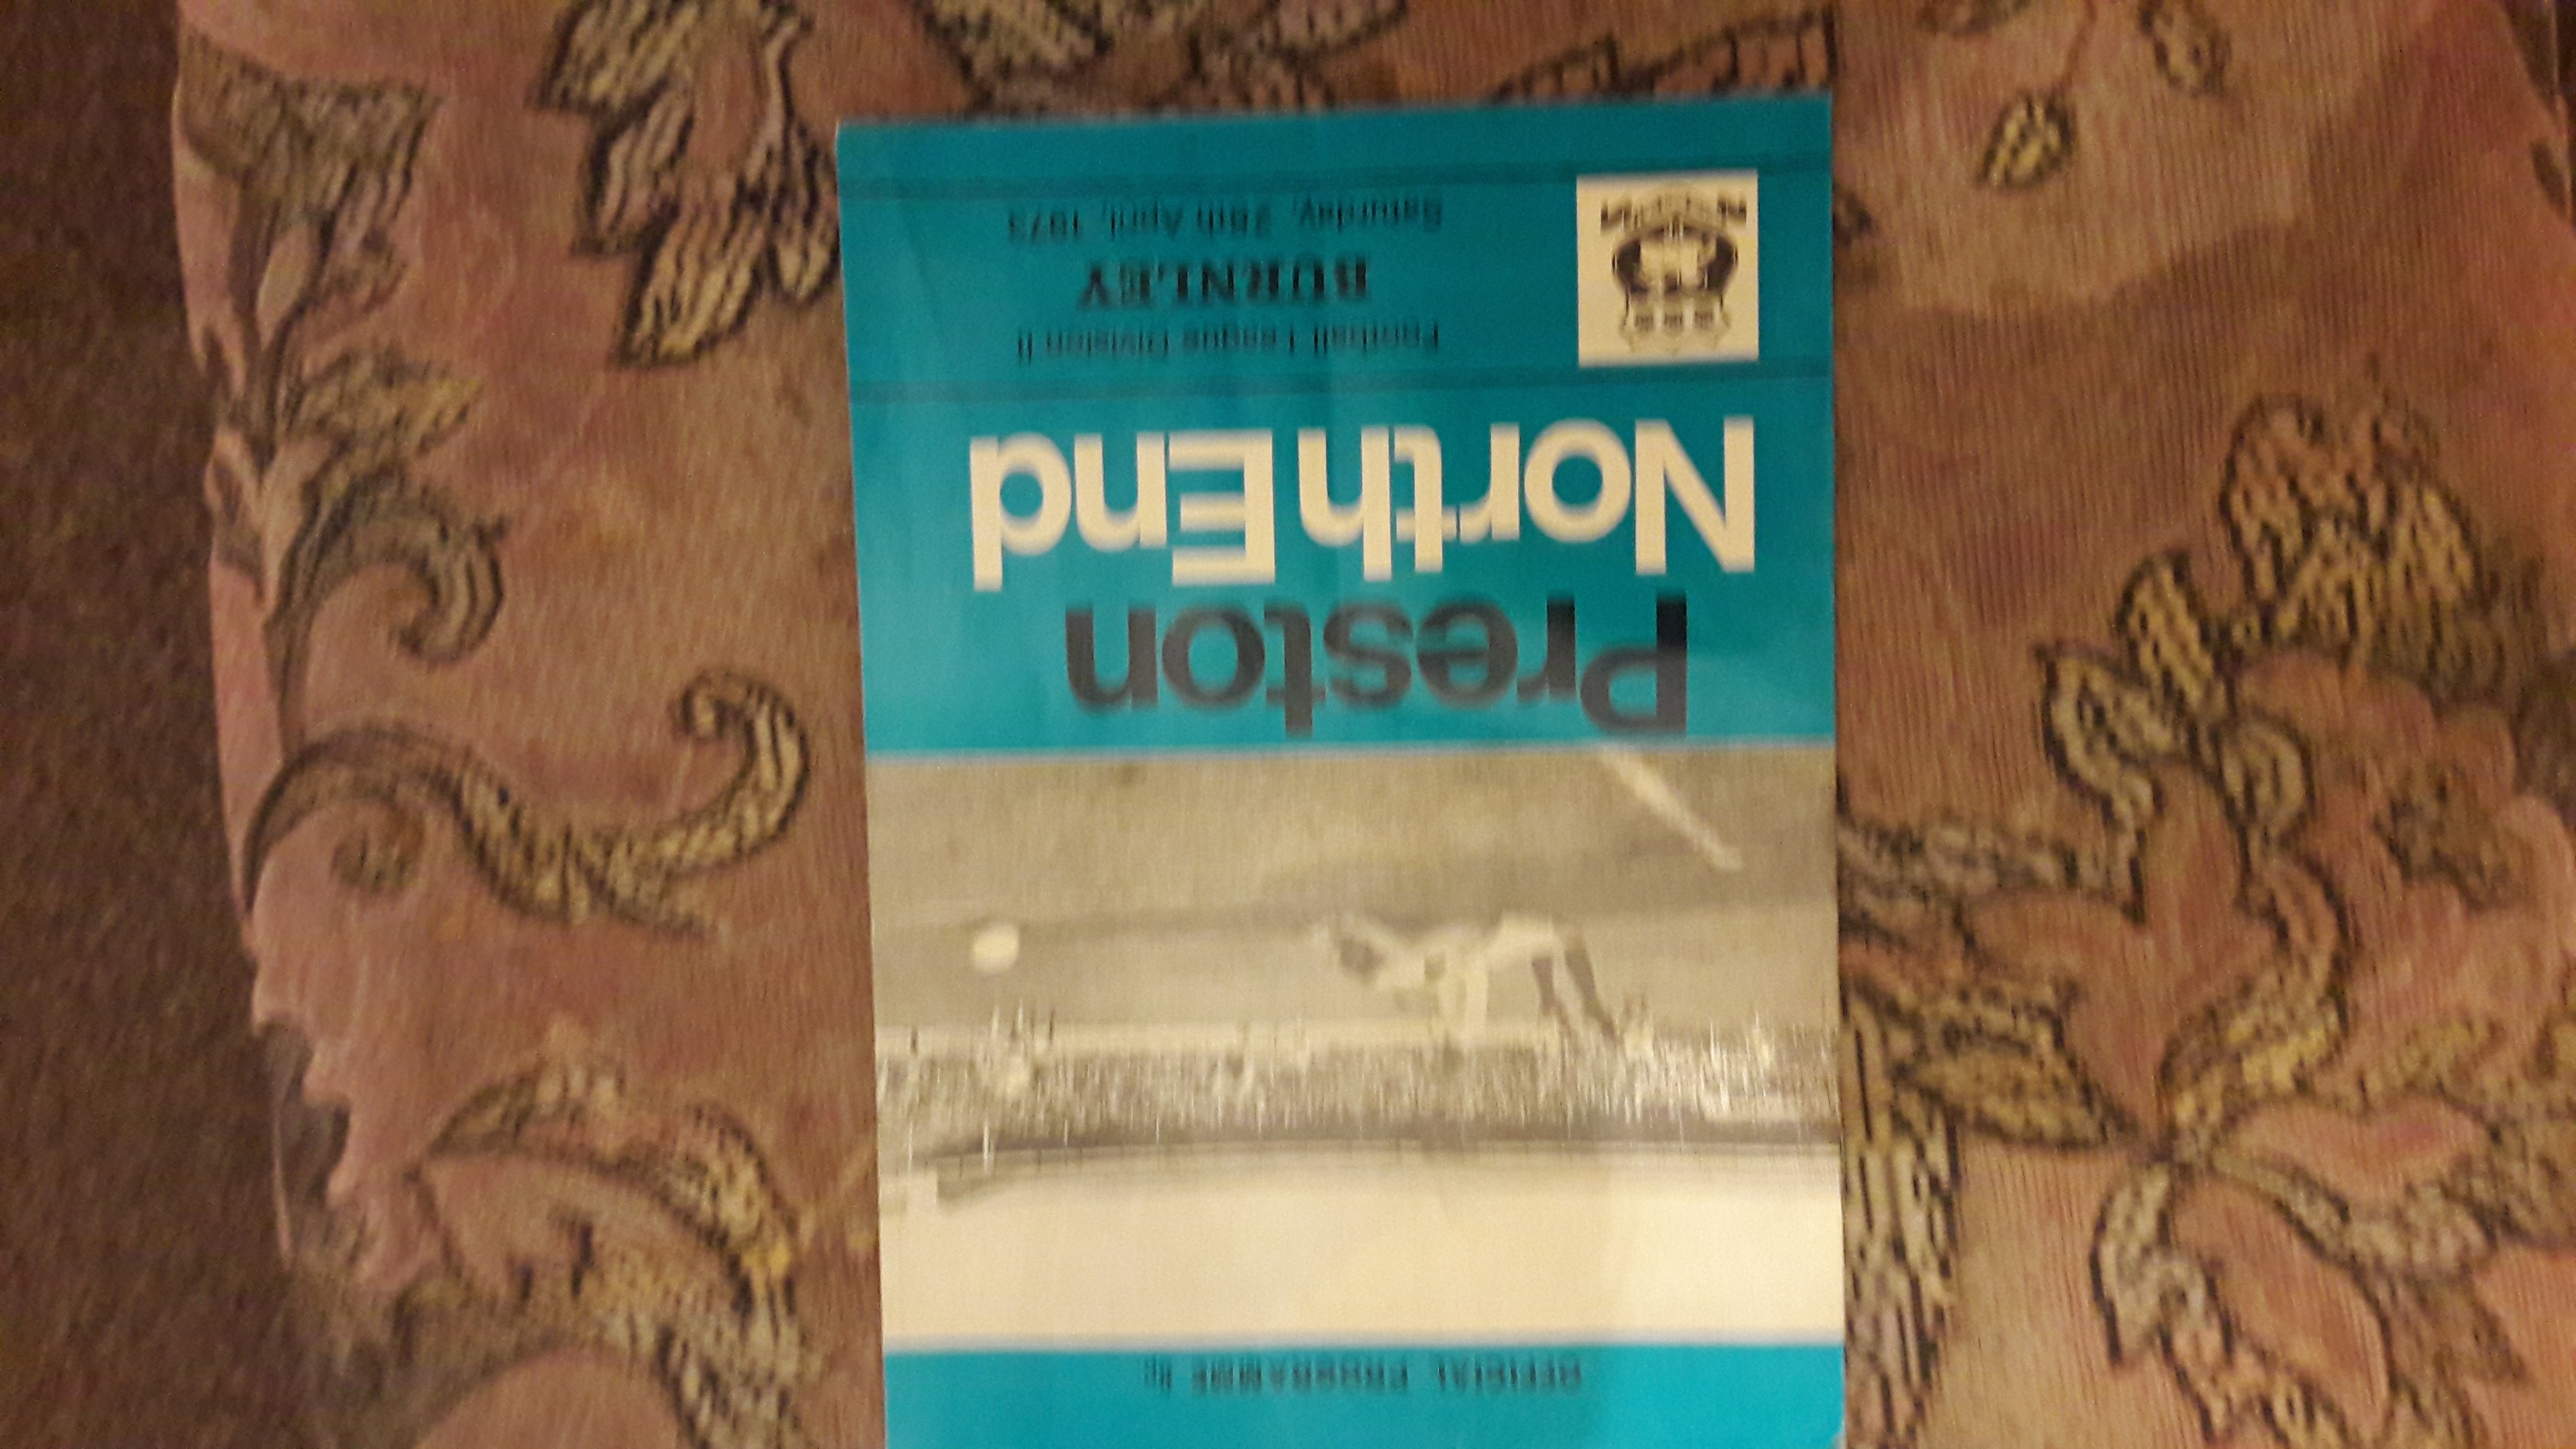 OFFICIAL PROGRAMME
Preston
North End
Football League Division II
BURNLEY
Saturday, 28th April, 1973